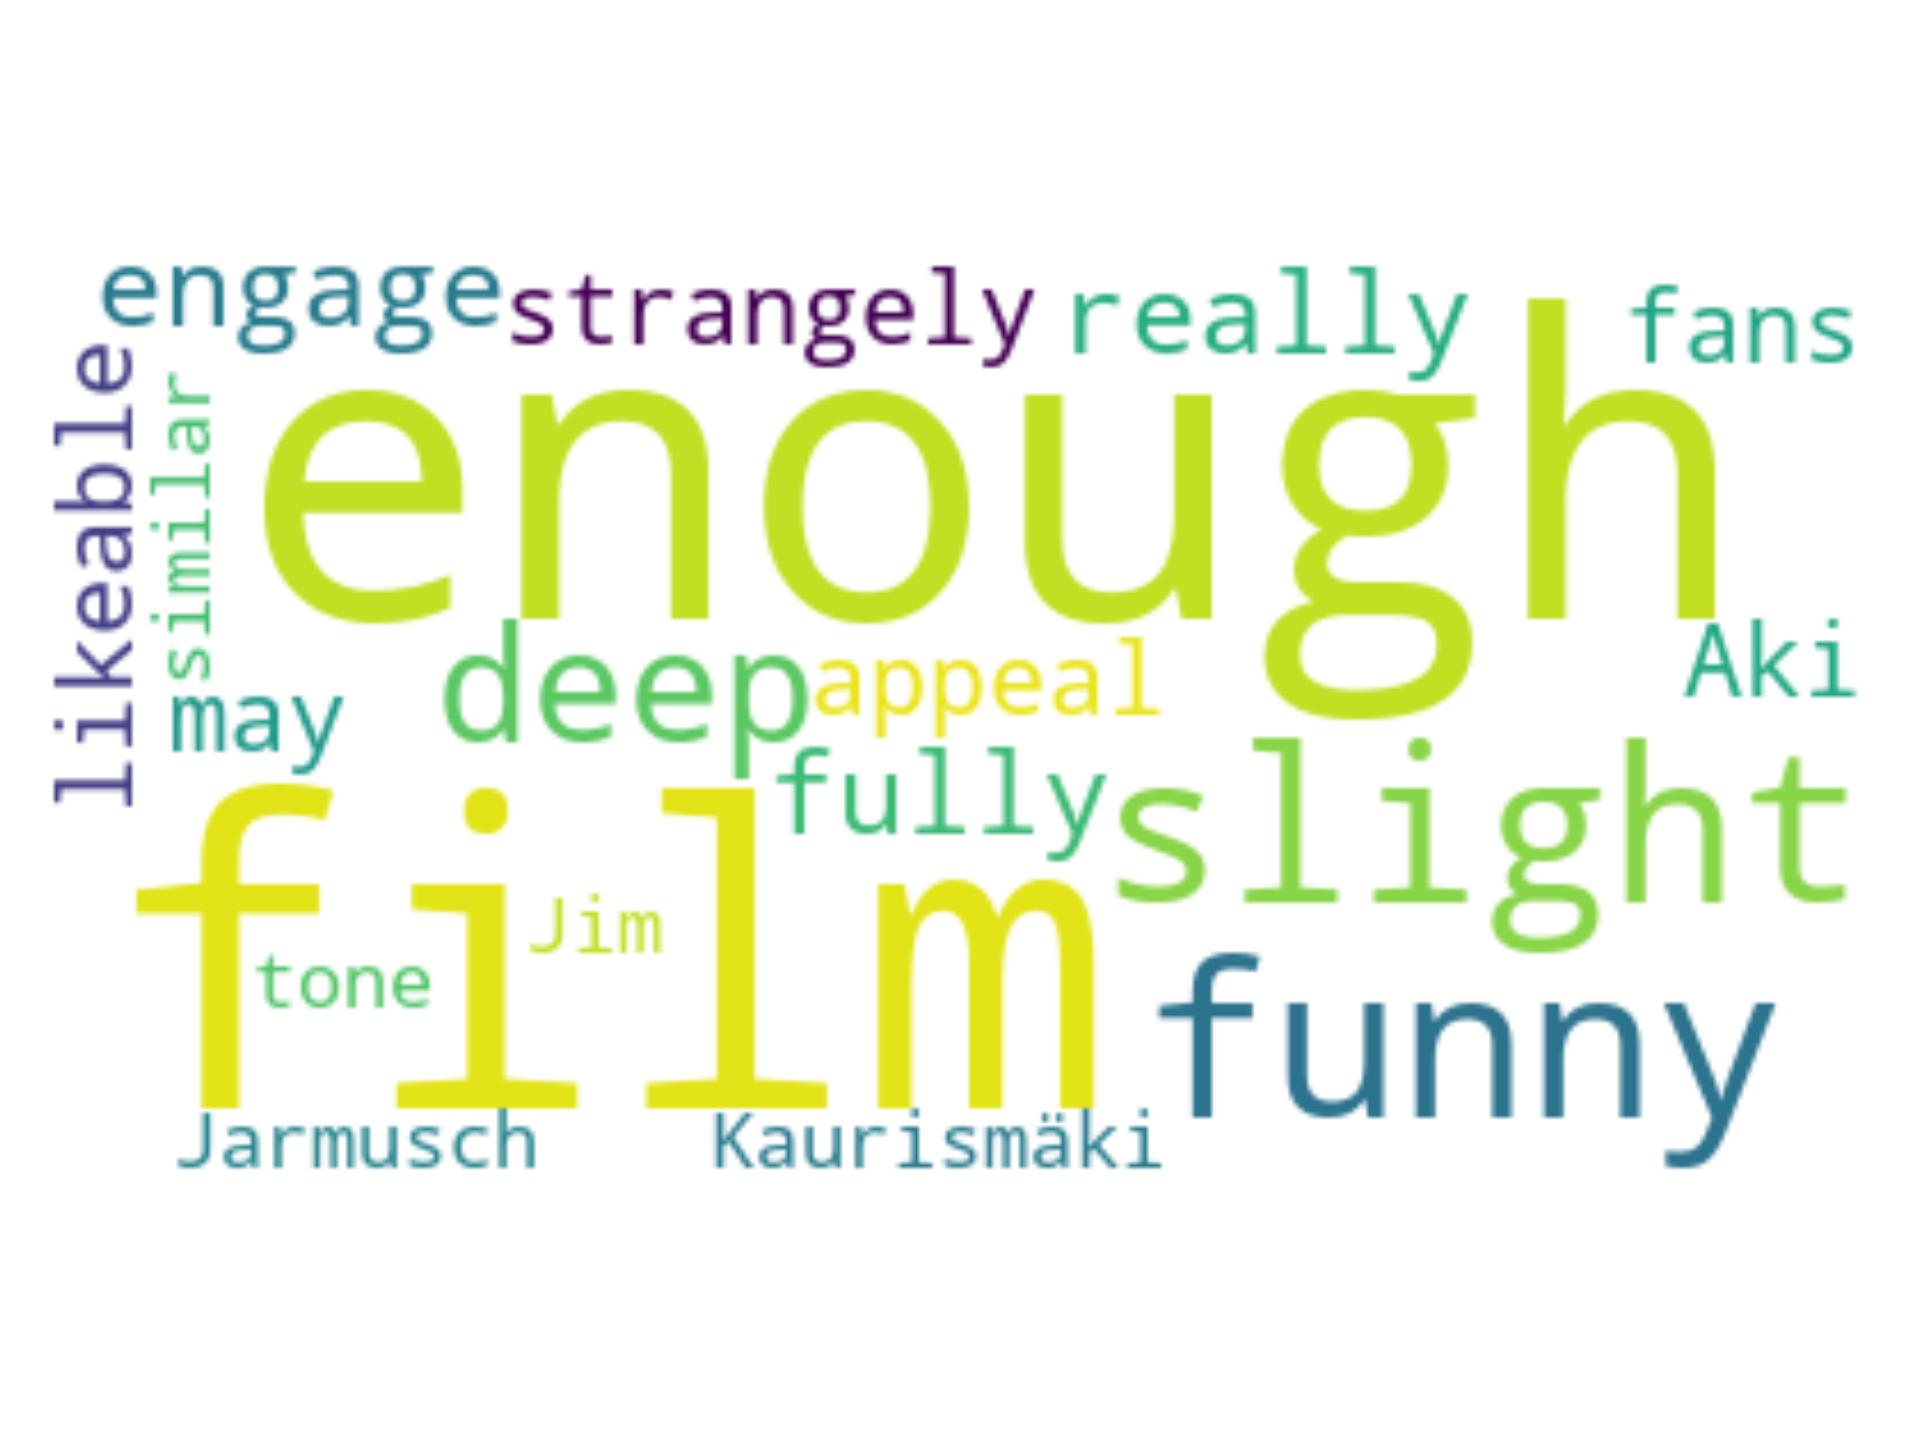 engage
strangely
really
fans
likeable
similar
enough
deep
appeal
Aki
may
fully
slight
film
Jim
tone
funny
Jarmusch
Kaurismäki